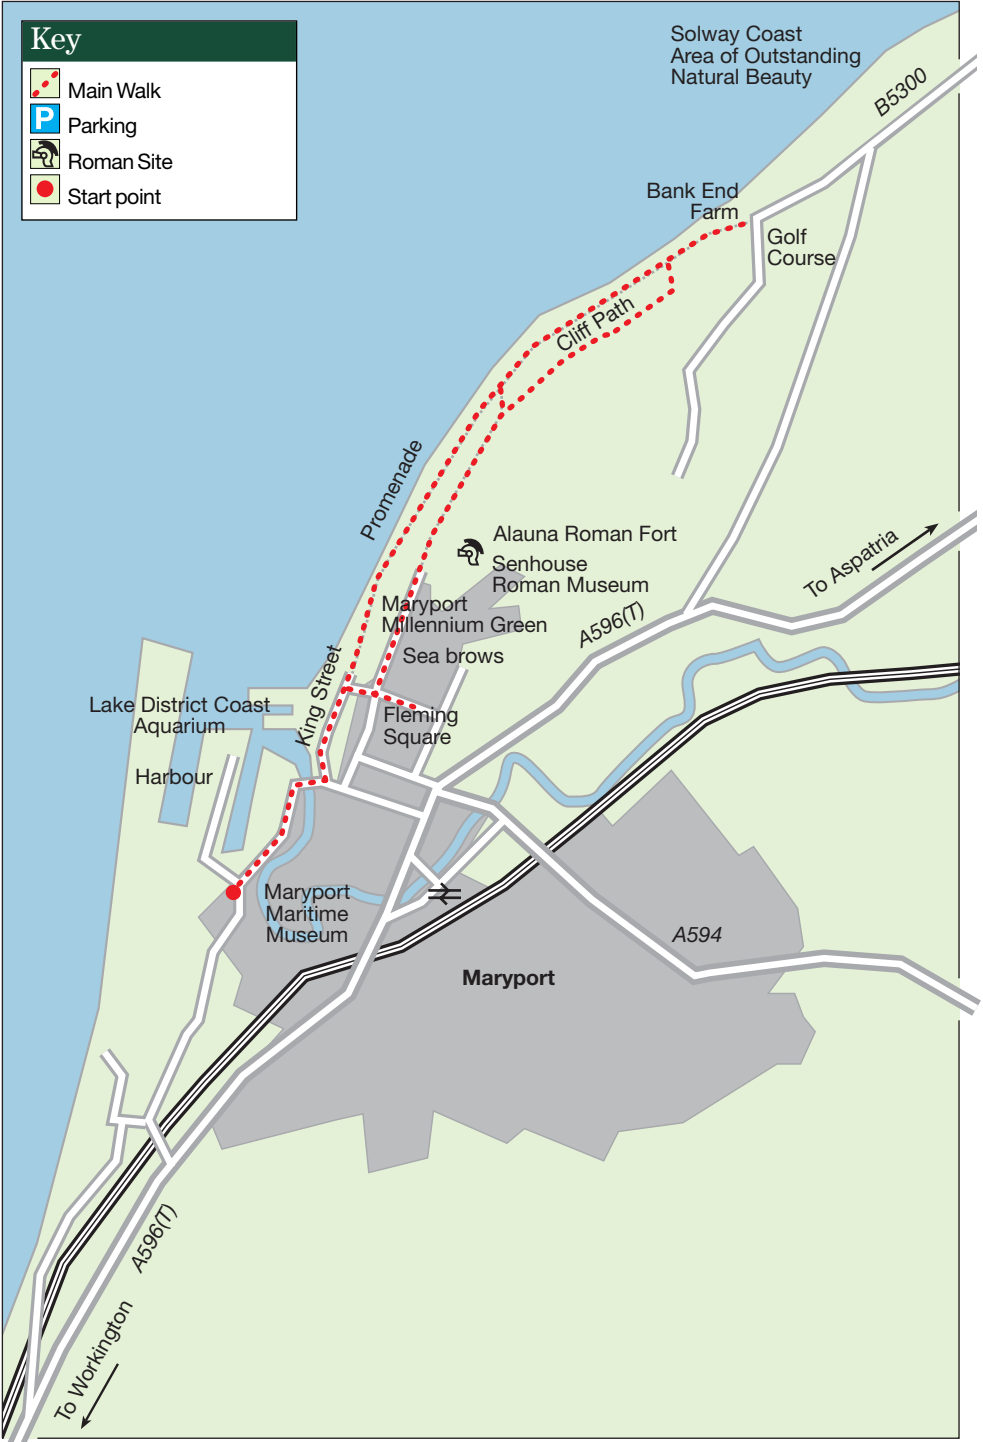 Key
Main Walk
P
Parking
Roman Site
Start point
Solway Coast
Area of Outstanding
Natural Beauty
B5300
Bank End
Farm
Golf
Course
Cliff Path
Promenade
Alauna Roman Fort
Senhouse
Roman Museum
To Aspatria
Maryport
Millennium Green
A596(T)
Sea brows
King Street
Lake District Coast
Aquarium
Fleming
Square
Harbour
Maryport
Maritime
Museum
A594
Maryport
A596(T)
To Workington